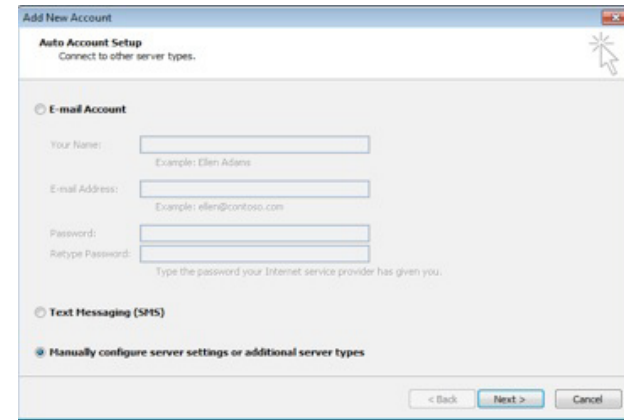 Add New Account
Auto Account Setup
Connect to other server types.
E-mail Account
Your Name:
Example: Ellen Adams
E-mail Address:
Example: ellen@contoso.com
Password:
Retype Password:
Type the password your Internet service provider has given you.
Text Messaging (SMS)
Manually configure server settings or additional server types
< Back Next > Cancel